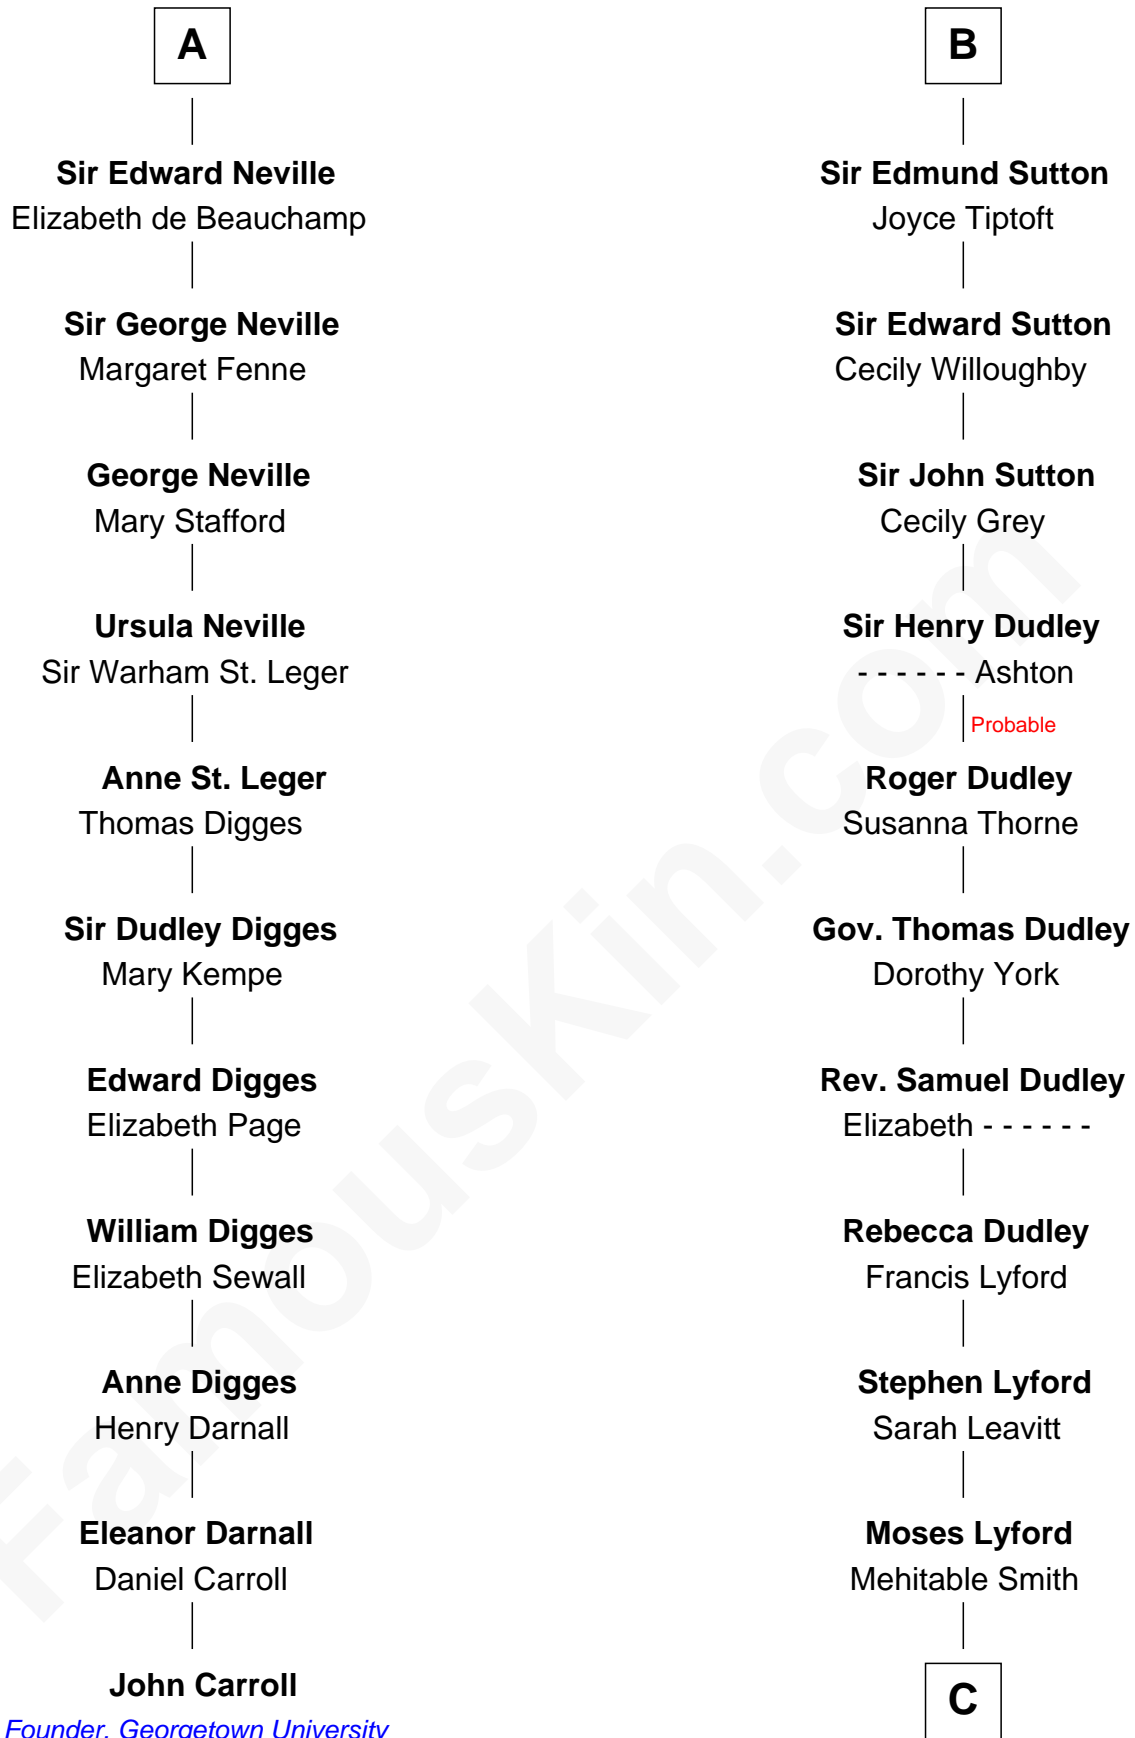 A
Sir Edward Neville
Elizabeth de Beauchamp
Sir George Neville
Margaret Fenne
George Neville
Mary Stafford
Ursula Neville
Sir Warham St. Leger
Anne St. Leger
Thomas Digges
Sir Dudley Digges
Mary Kempe
Edward Digges
Elizabeth Page
William Digges
Elizabeth Sewall
Anne Digges
Henry Darnall
Eleanor Darnall
Daniel Carroll
John Carroll
Founder, Georgetown University
B
Sir Edmund Sutton
Joyce Tiptoft
Sir Edward Sutton
Cecily Willoughby
Sir John Sutton
Cecily Grey
Sir Henry Dudley
- - - - - - Ashton
Probable
Roger Dudley
Susanna Thorne
Gov. Thomas Dudley
Dorothy York
Rev. Samuel Dudley
Elizabeth - - - - - -
Rebecca Dudley
Francis Lyford
Stephen Lyford
Sarah Leavitt
Moses Lyford
Mehitable Smith
C
FamousKin.com